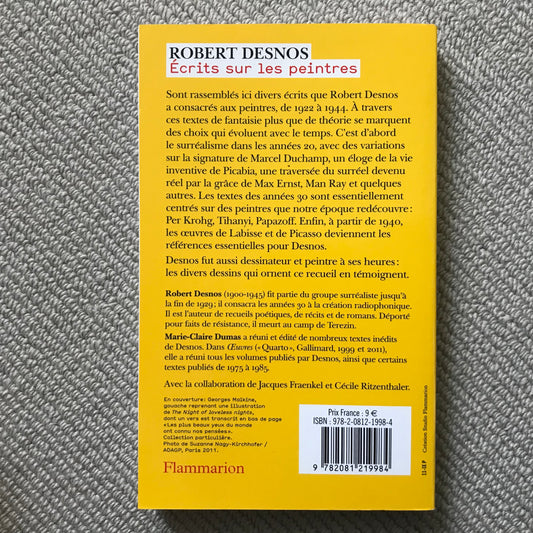 ROBERT DESNOS
Écrits sur les peintres
Sont rassemblés ici divers écrits que Robert Desnos
a consacrés aux peintres, de 1922 à 1944. À travers
ces textes de fantaisie plus que de théorie se marquent
des choix qui évoluent avec le temps. C'est d'abord
le surréalisme dans les années 20, avec des variations
sur la signature de Marcel Duchamp, un éloge de la vie
inventive de Picabia, une traversée du surréel devenu
réel par la grâce de Max Ernst, Man Ray et quelques
autres. Les textes des années 30 sont essentiellement
centrés sur des peintres que notre époque redécouvre :
Per Krohg, Tihanyi, Papazoff. Enfin, à partir de 1940,
les œuvres de Labisse et de Picasso deviennent les
références essentielles pour Desnos.
Desnos fut aussi dessinateur et peintre à ses heures :
les divers dessins qui ornent ce recueil en témoignent.
Robert Desnos (1900-1945) fit partie du groupe surréaliste jusqu'à
la fin de 1929 ; il consacra les années 30 à la création radiophonique.
Il est l'auteur de recueils poétiques, de récits et de romans. Déporté
pour faits de résistance, il meurt au camp de Terezin.
Marie-Claire Dumas a réuni et édité de nombreux textes inédits
de Desnos. Dans Œuvres (« Quarto », Gallimard, 1999 et 2011),
elle a réuni tous les volumes publiés par Desnos, ainsi que certains
textes publiés de 1975 à 1985.
Avec la collaboration de Jacques Fraenkel et Cécile Ritzenthaler.
En couverture : Georges Malkine,
gouache reprenant une illustration
de The Night of loveless nights,
dont un vers est transcrit en bas de page
« Les plus beaux yeux du monde
ont connu nos pensées ».
Collection particulière.
Photo de Suzanne Nagy-Kirchhofer /
ADAGP, Paris 2011.
Flammarion
Prix France : 9 €
ISBN : 978-2-0812-1998-4
9 782081 219984
11-IX F
Création Studio Flammarion